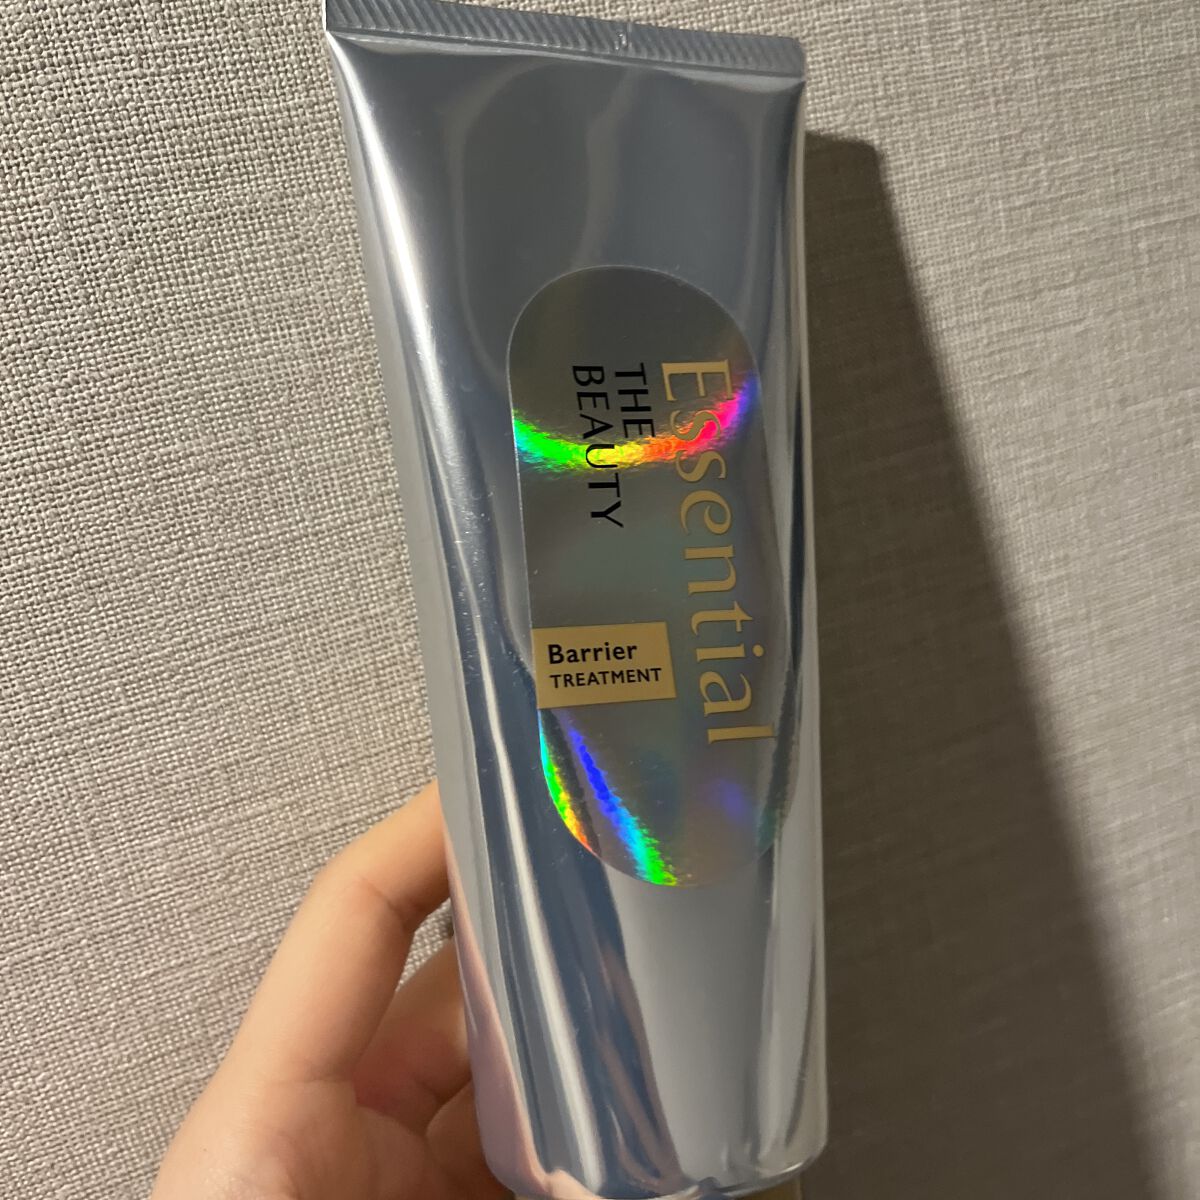 Essential
THE
BEAUTY
Barrier
TREATMENT